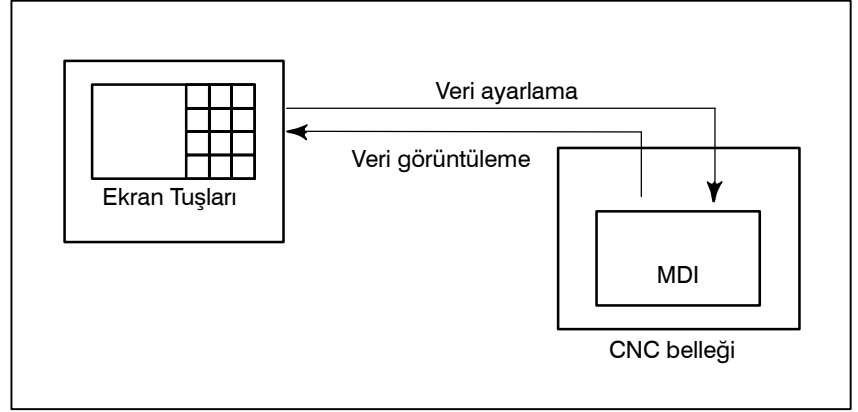 Veri ayarlama
Veri görüntüleme
Ekran Tuşları
MDI
CNC belleği